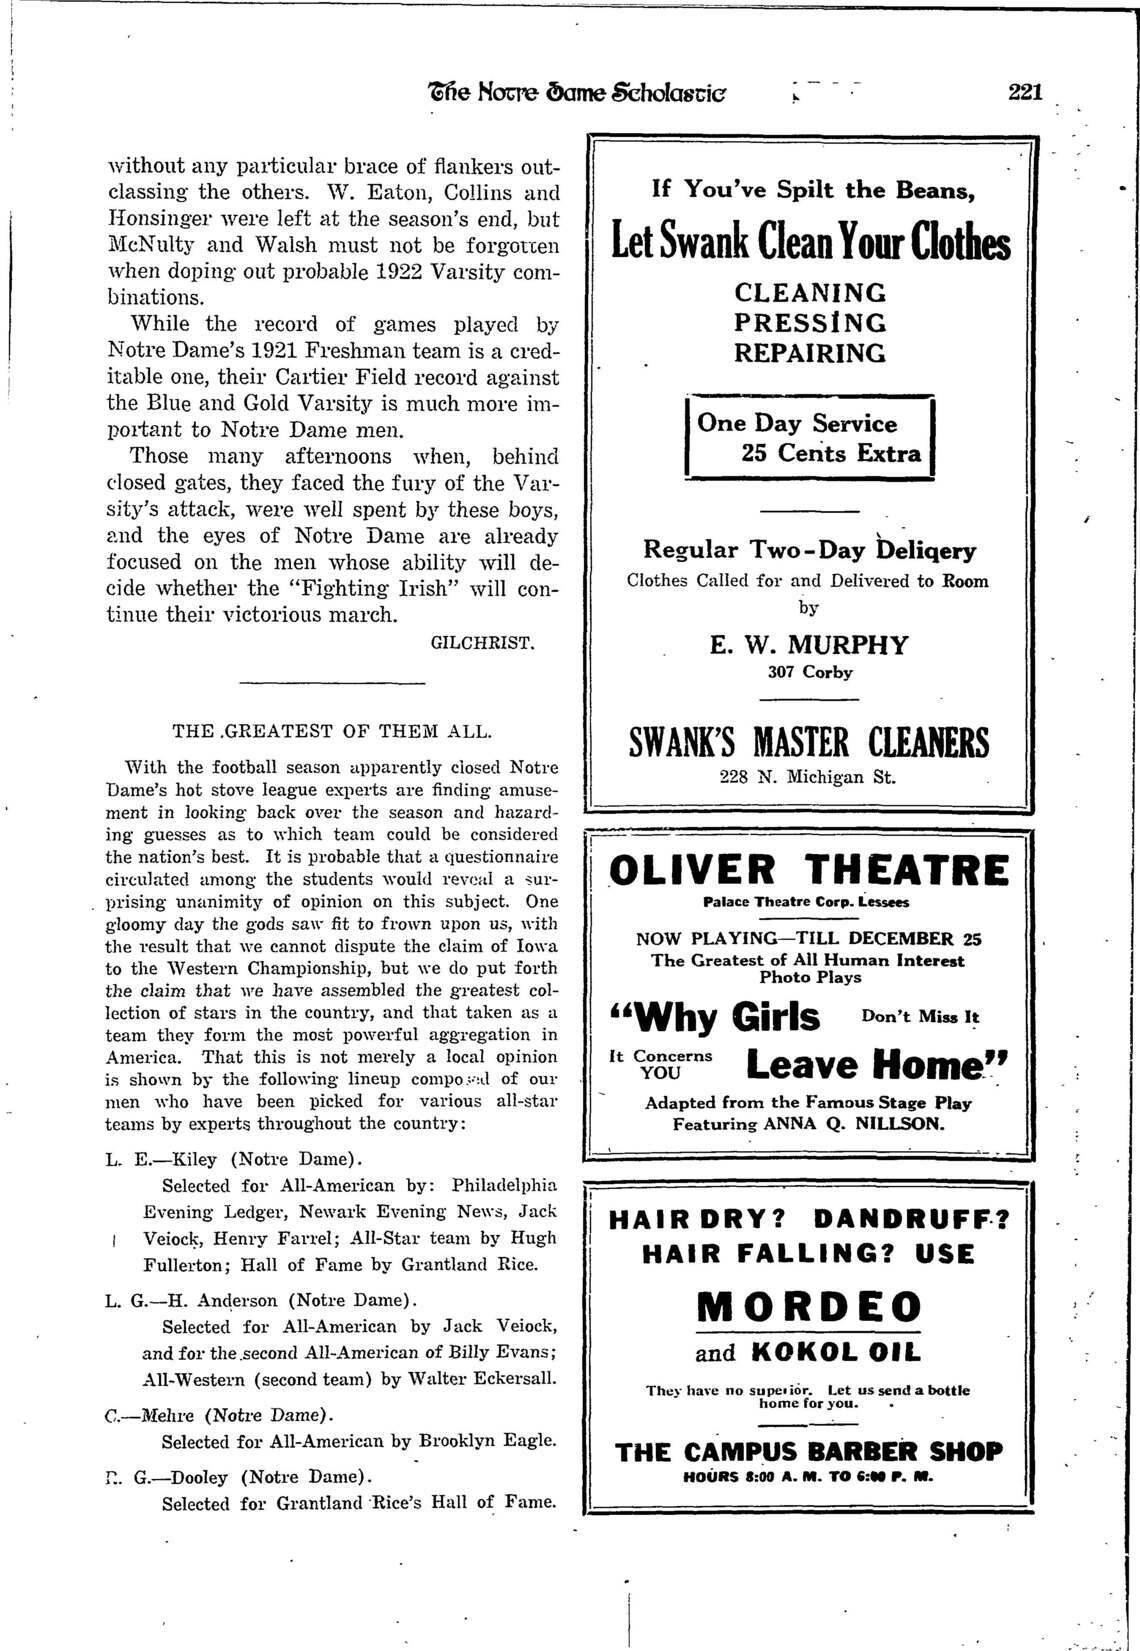 The Notre Dame Scholastic
221
without any particular brace of flankers out-
classing the others. W. Eaton, Collins and
Honsinger were left at the season's end, but
McNulty and Walsh must not be forgotten
when doping out probable 1922 Varsity com-
binations.
While the record of games played by
Notre Dame's 1921 Freshman team is a cred-
itable one, their Cartier Field record against
the Blue and Gold Varsity is much more im-
portant to Notre Dame men.
Those many afternoons when, behind
closed gates, they faced the fury of the Var-
sity's attack, were well spent by these boys,
and the eyes of Notre Dame are already
focused on the men whose ability will de-
cide whether the "Fighting Irish" will con-
tinue their victorious march.
GILCHRIST.
THE GREATEST OF THEM ALL.
With the football season apparently closed Notre
Dame's hot stove league experts are finding amuse-
ment in looking back over the season and hazard-
ing guesses as to which team could be considered
the nation's best. It is probable that a questionnaire
circulated among the students would reveal a sur-
prising unanimity of opinion on this subject. One
gloomy day the gods saw fit to frown upon us, with
the result that we cannot dispute the claim of Iowa
to the Western Championship, but we do put forth
the claim that we have assembled the greatest col-
lection of stars in the country, and that taken as a
team they form the most powerful aggregation in
America. That this is not merely a local opinion
is shown by the following lineup composed of our
men who have been picked for various all-star
teams by experts throughout the country:
L. E.—Kiley (Notre Dame).
Selected for All-American by: Philadelphia
Evening Ledger, Newark Evening News, Jack
Veiock, Henry Farrel; All-Star team by Hugh
Fullerton; Hall of Fame by Grantland Rice.
L. G.—H. Anderson (Notre Dame).
Selected for All-American by Jack Veiock,
and for the second All-American of Billy Evans;
All-Western (second team) by Walter Eckersall.
C.—Mehre (Notre Dame).
Selected for All-American by Brooklyn Eagle.
R. G.—Dooley (Notre Dame).
Selected for Grantland Rice's Hall of Fame.
If You've Spilt the Beans,
Let Swank Clean Your Clothes
CLEANING
PRESSING
REPAIRING
One Day Service
25 Cents Extra
Regular Two-Day Deliqery
Clothes Called for and Delivered to Room
by
E. W. MURPHY
307 Corby
SWANK'S MASTER CLEANERS
228 N. Michigan St.
OLIVER THEATRE
Palace Theatre Corp. Lessees
NOW PLAYING—TILL DECEMBER 25
The Greatest of All Human Interest
Photo Plays
"Why Girls Don't Miss It
It Concerns YOU Leave Home"
Adapted from the Famous Stage Play
Featuring ANNA Q. NILLSON.
HAIR DRY? DANDRUFF?
HAIR FALLING? USE
MORDEO
and KOKOL OIL
They have no superior. Let us send a bottle
home for you.
THE CAMPUS BARBER SHOP
HOURS 8:00 A. M. TO 6:00 P. M.